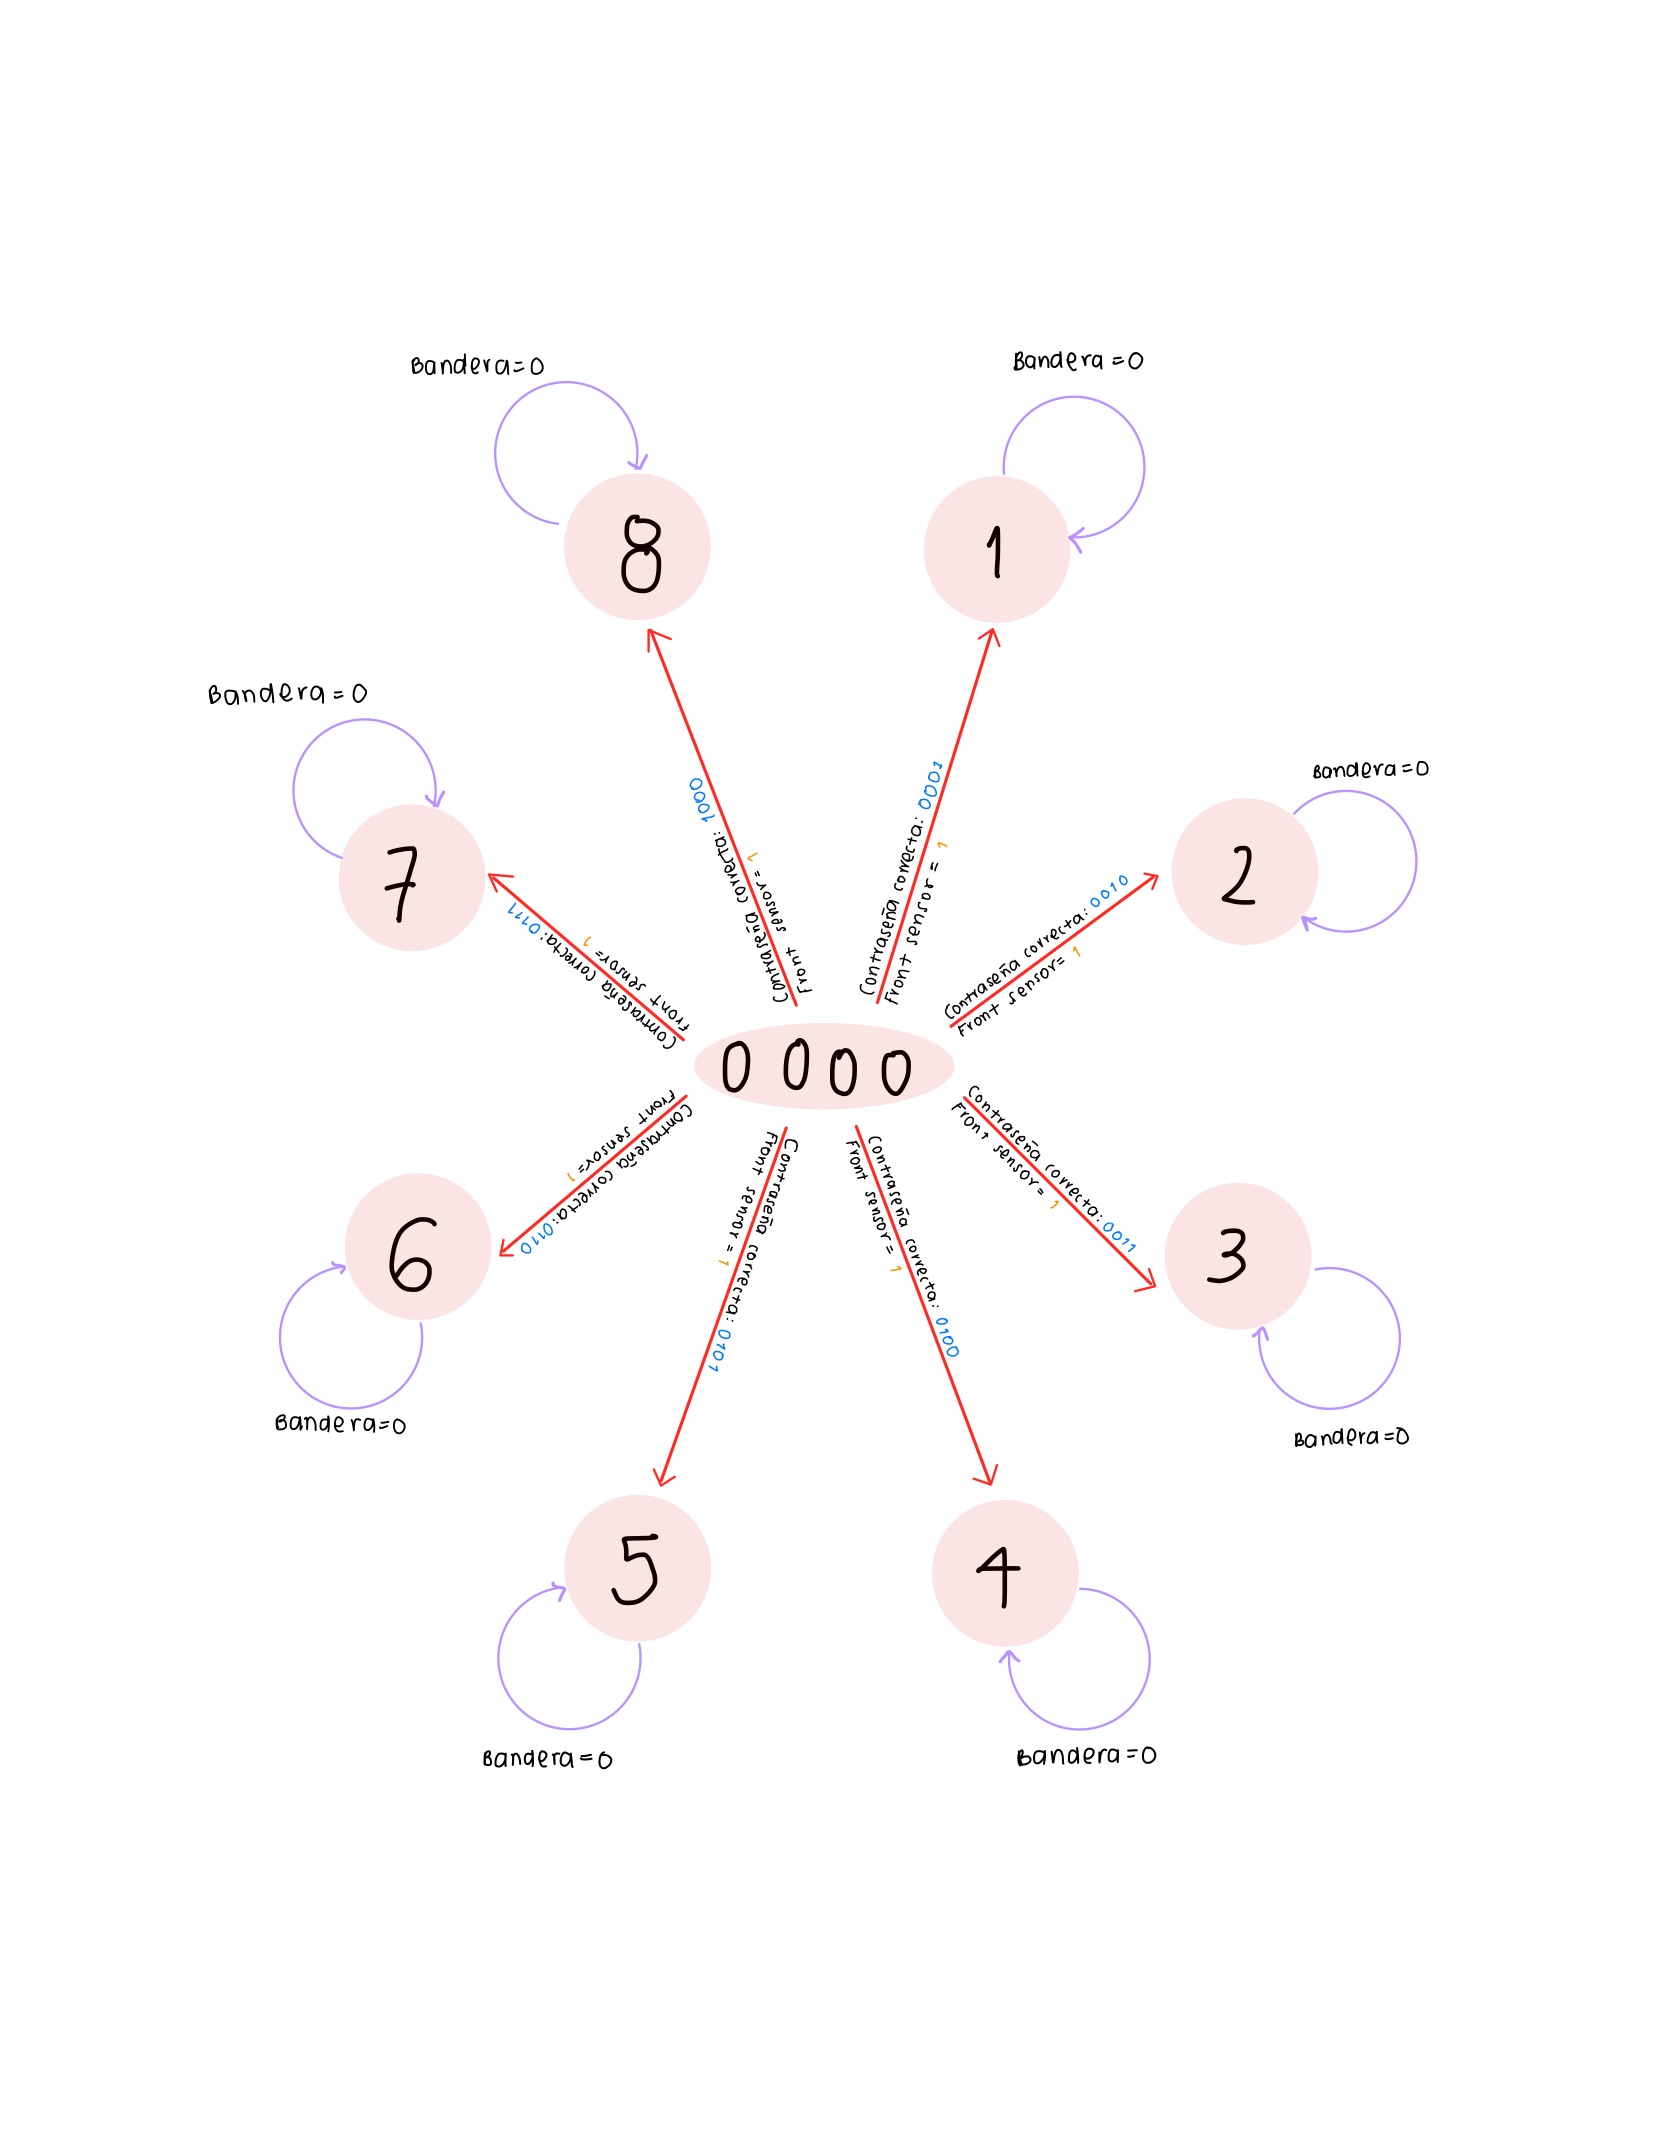 Bandera=0
8
Bandera =0
1
Bandera = 0
7
Bandera=0
2
Contraseña correcta: 1000
Front sensor= 1
Contraseña correcta: 0001
Front sensor = 1
Contraseña correcta: 0111
Front sensor= 1
Contraseña correcta: 0010
Front sensor= 1
0 0 0 0
Front sensor= 1
Contraseña correcta: 0110
Contraseña correcta: 0101
Front sensor = 1
Contraseña correcta: 0100
Front sensor= 1
Contraseña correcta: 0011
Front sensor= 1
6
Bandera=0
3
Bandera=0
5
Bandera=0
4
Bandera=0